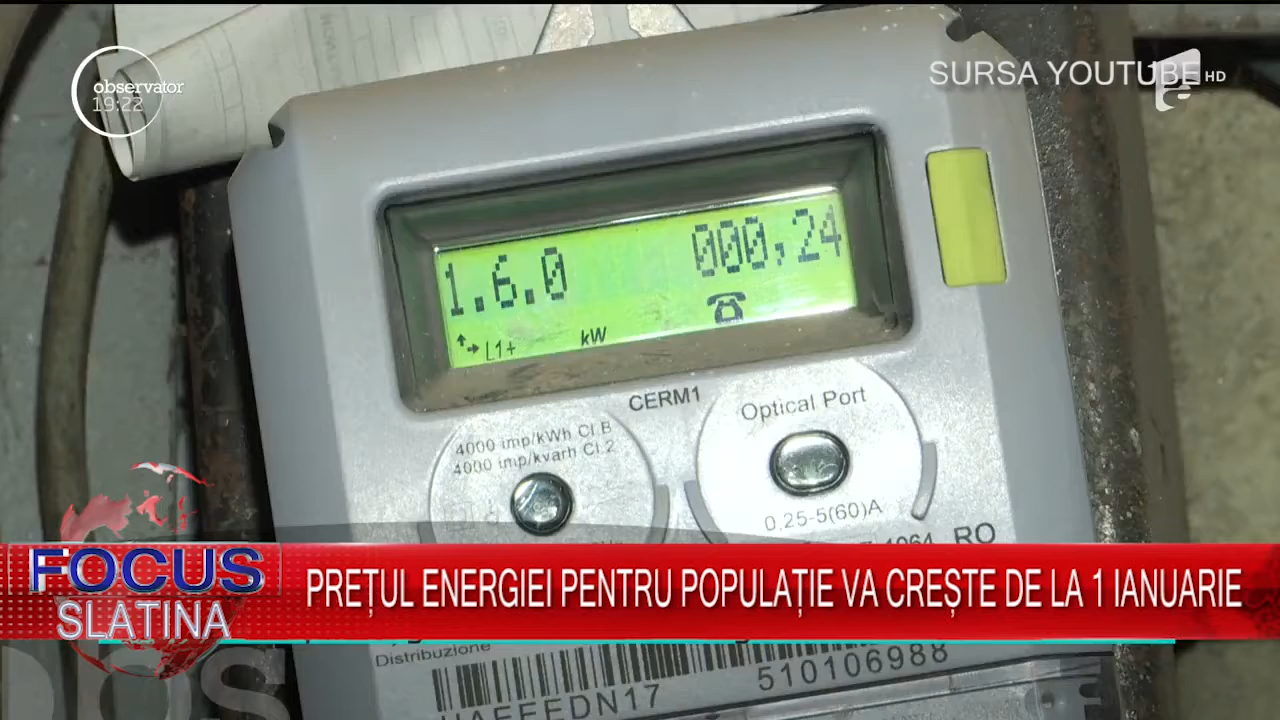 observator
19:22
SURSA YOUTUBE
HD
1.6.0 000,24
L1+ kW
CERM1
Optical Port
4000 imp/kWh Cl.B
4000 imp/kvarh Cl.2
0,25-5(60)A
RO
FOCUS
SLATINA
PREȚUL ENERGIEI PENTRU POPULAȚIE VA CREȘTE DE LA 1 IANUARIE
Distribuzione
510106988